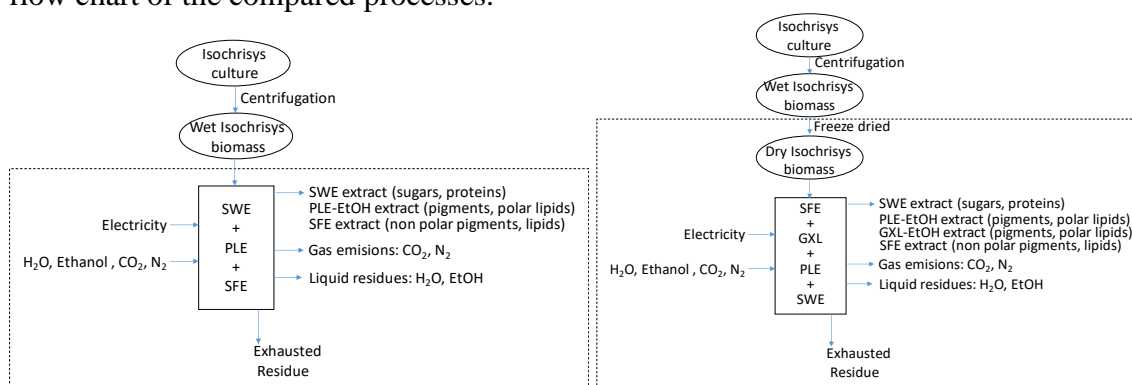 flow chart of the compared processes.
Isochrisys
culture
Centrifugation
Wet Isochrisys
biomass
Electricity
H₂O, Ethanol , CO₂, N₂
SWE
+
PLE
+
SFE
SWE extract (sugars, proteins)
PLE-EtOH extract (pigments, polar lipids)
SFE extract (non polar pigments, lipids)
Gas emisions: CO₂, N₂
Liquid residues: H₂O, EtOH
Exhausted
Residue
Isochrisys
culture
Centrifugation
Wet Isochrisys
biomass
Freeze dried
Dry Isochrisys
biomass
Electricity
H₂O, Ethanol , CO₂, N₂
SFE
+
GXL
+
PLE
+
SWE
SWE extract (sugars, proteins)
PLE-EtOH extract (pigments, polar lipids)
GXL-EtOH extract (pigments, polar lipids)
SFE extract (non polar pigments, lipids)
Gas emissions: CO₂, N₂
Liquid residues: H₂O, EtOH
Exhausted
Residue